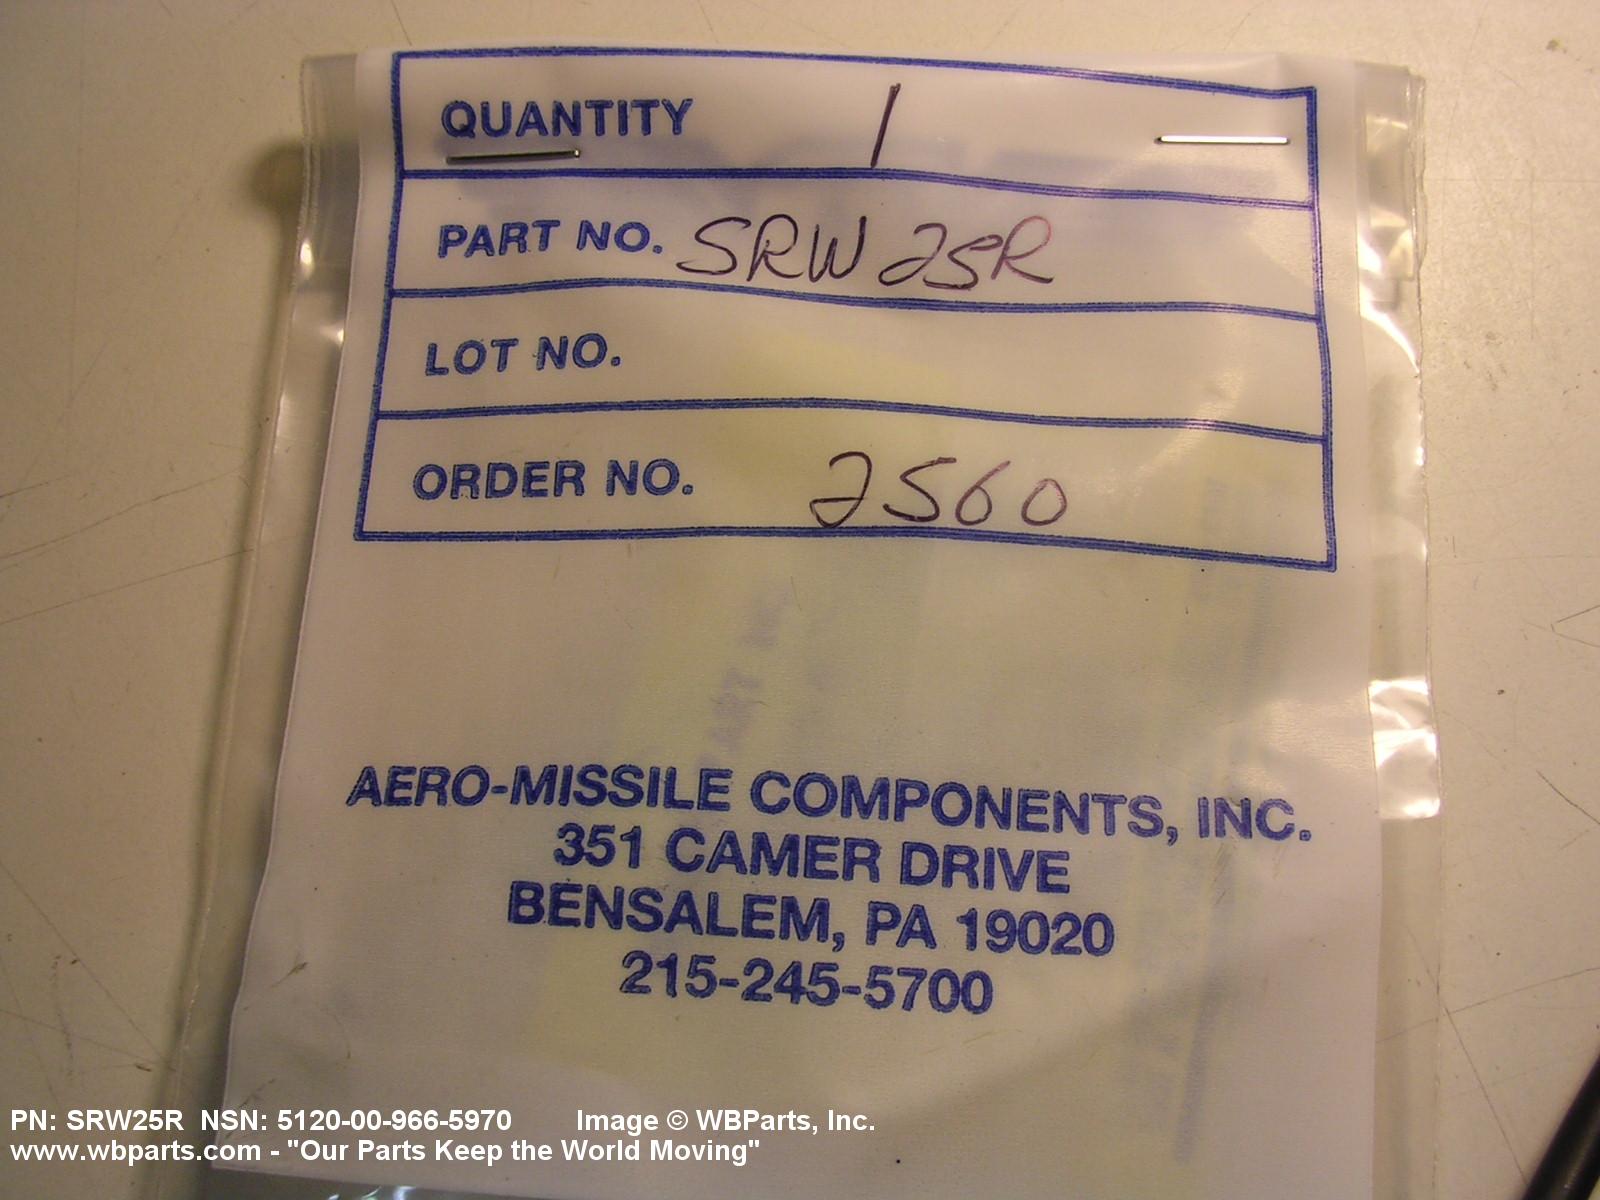 QUANTITY 1
PART NO. SRW25R
LOT NO.
ORDER NO. 2560
AERO-MISSILE COMPONENTS, INC.
351 CAMER DRIVE
BENSALEM, PA 19020
215-245-5700
PN: SRW25R NSN: 5120-00-966-5970 Image © WBParts, Inc.
www.wbparts.com - "Our Parts Keep the World Moving"